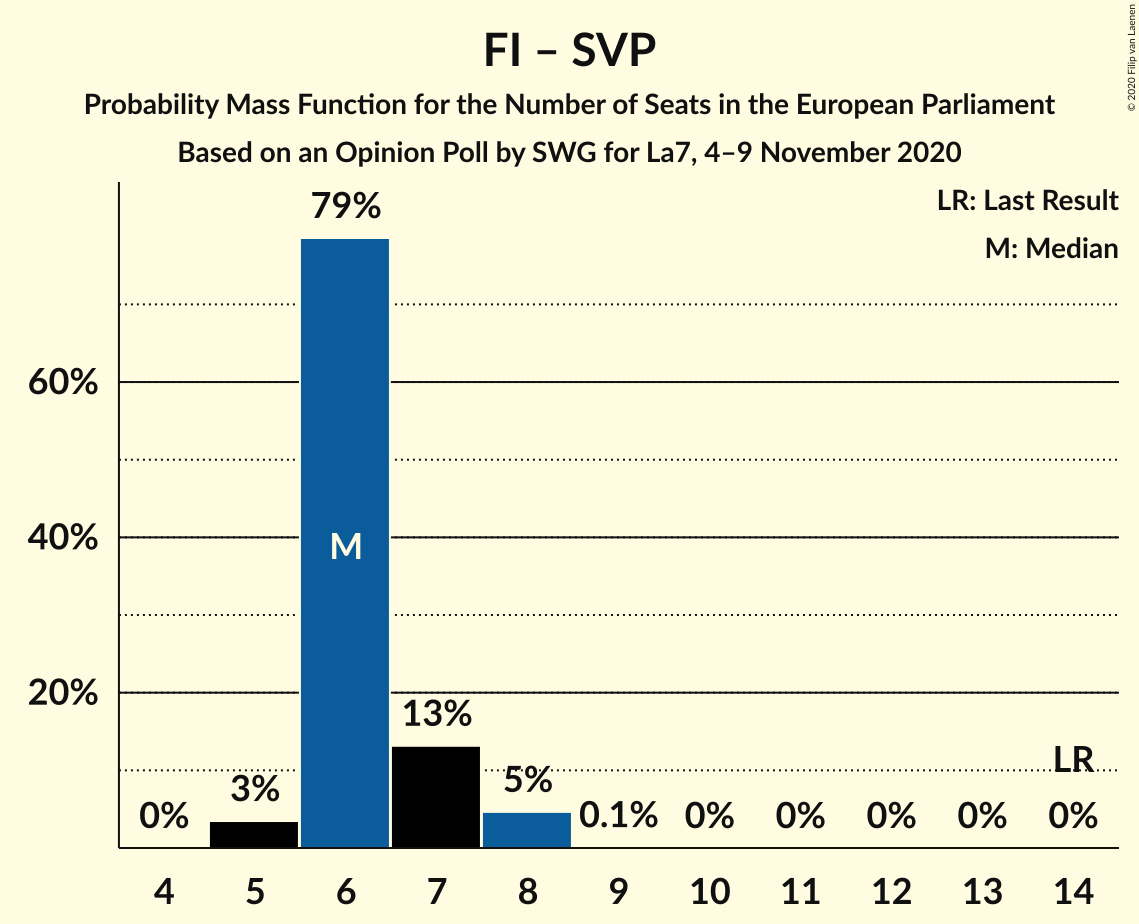 FI – SVP
Probability Mass Function for the Number of Seats in the European Parliament
Based on an Opinion Poll by SWG for La7, 4–9 November 2020
© 2020 Filip van Laenen
LR: Last Result
M: Median
79%
60%
40%
M
20%
13%
LR
5%
3%
0%
0.1%
0%
0%
0%
0%
0%
4 5 6 7 8 9 10 11 12 13 14